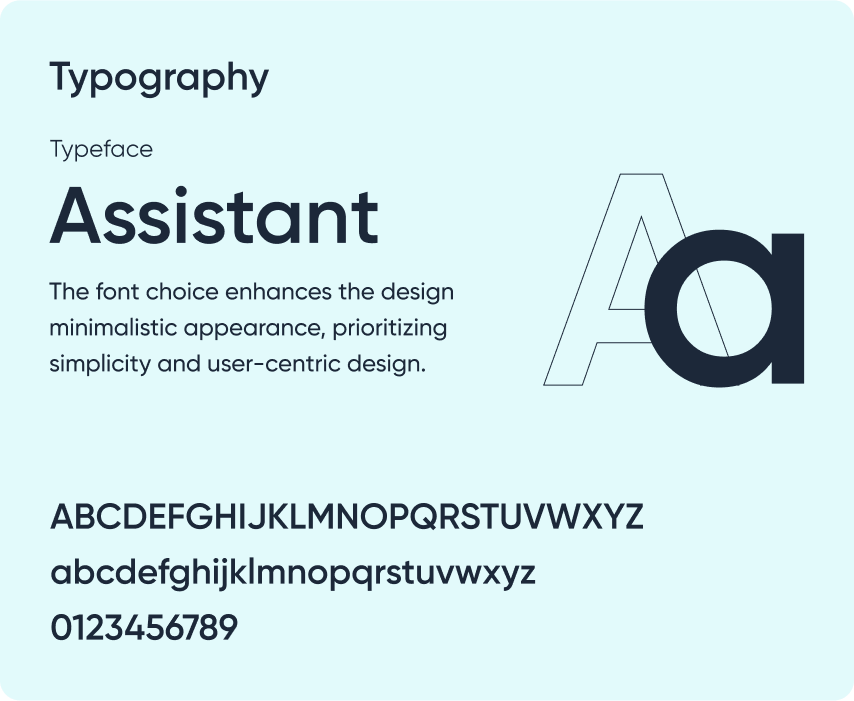 Typography
Typeface
Assistant
The font choice enhances the design
minimalistic appearance, prioritizing
simplicity and user-centric design.
Aa
ABCDEFGHIJKLMNOPQRSTUVWXYZ
abcdefghijklmnopqrstuvwxyz
0123456789